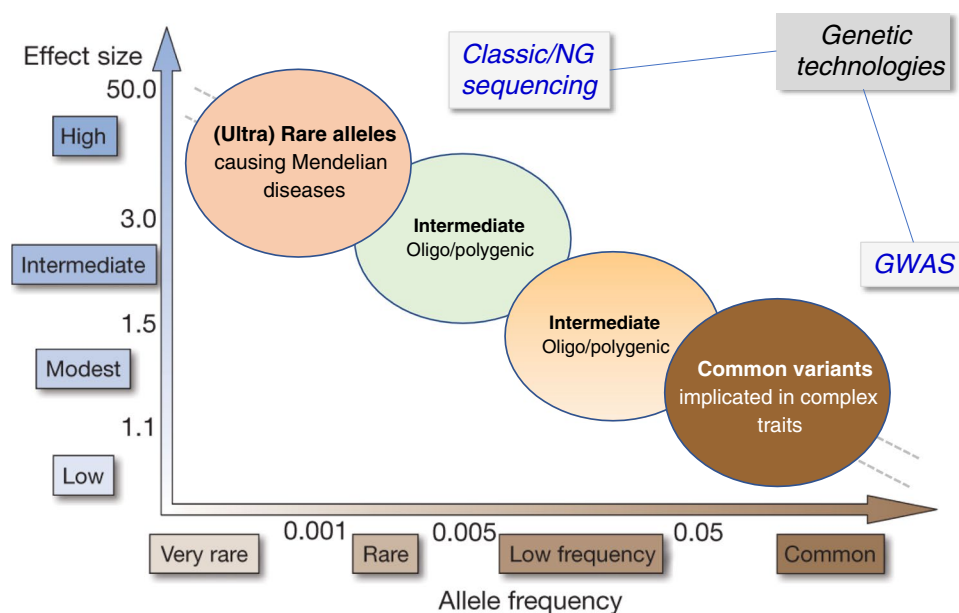 Effect size
50.0
High
3.0
Intermediate
1.5
Modest
1.1
Low
(Ultra) Rare alleles
causing Mendelian
diseases
Intermediate
Oligo/polygenic
Intermediate
Oligo/polygenic
Common variants
implicated in complex
traits
Classic/NG
sequencing
Genetic
technologies
GWAS
0.001
0.005
0.05
Very rare
Rare
Low frequency
Common
Allele frequency